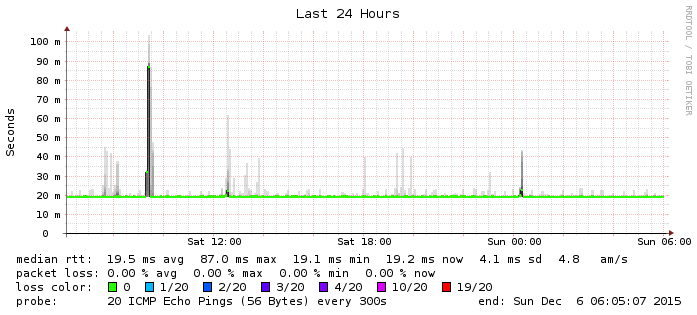 Last 24 Hours
RRDTOOL / TOBI OETIKER
Seconds
100 m
90 m
80 m
70 m
60 m
50 m
40 m
30 m
20 m
10 m
0
Sat 12:00 Sat 18:00 Sun 00:00 Sun 06:00
median rtt: 19.5 ms avg 87.0 ms max 19.1 ms min 19.2 ms now 4.1 ms sd 4.8 am/s
packet loss: 0.00 % avg 0.00 % max 0.00 % min 0.00 % now
loss color: 0 1/20 2/20 3/20 4/20 10/20 19/20
probe: 20 ICMP Echo Pings (56 Bytes) every 300s end: Sun Dec 6 06:05:07 2015